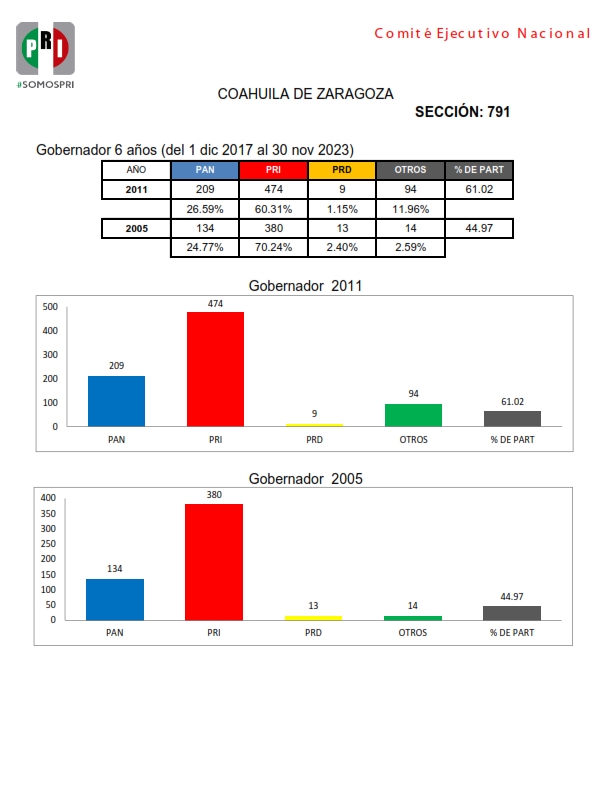 Comité Ejecutivo Nacional
PRI
#SOMOSPRI
COAHUILA DE ZARAGOZA
SECCIÓN: 791
Gobernador 6 años (del 1 dic 2017 al 30 nov 2023)
AÑO PAN PRI PRD OTROS % DE PART
2011 209 474 9 94 61.02
26.59% 60.31% 1.15% 11.96%
2005 134 380 13 14 44.97
24.77% 70.24% 2.40% 2.59%
Gobernador 2011
500
400
300
200
100
0
209
474
9
94
61.02
PAN PRI PRD OTROS % DE PART
Gobernador 2005
400
350
300
250
200
150
100
50
0
134
380
13
14
44.97
PAN PRI PRD OTROS % DE PART